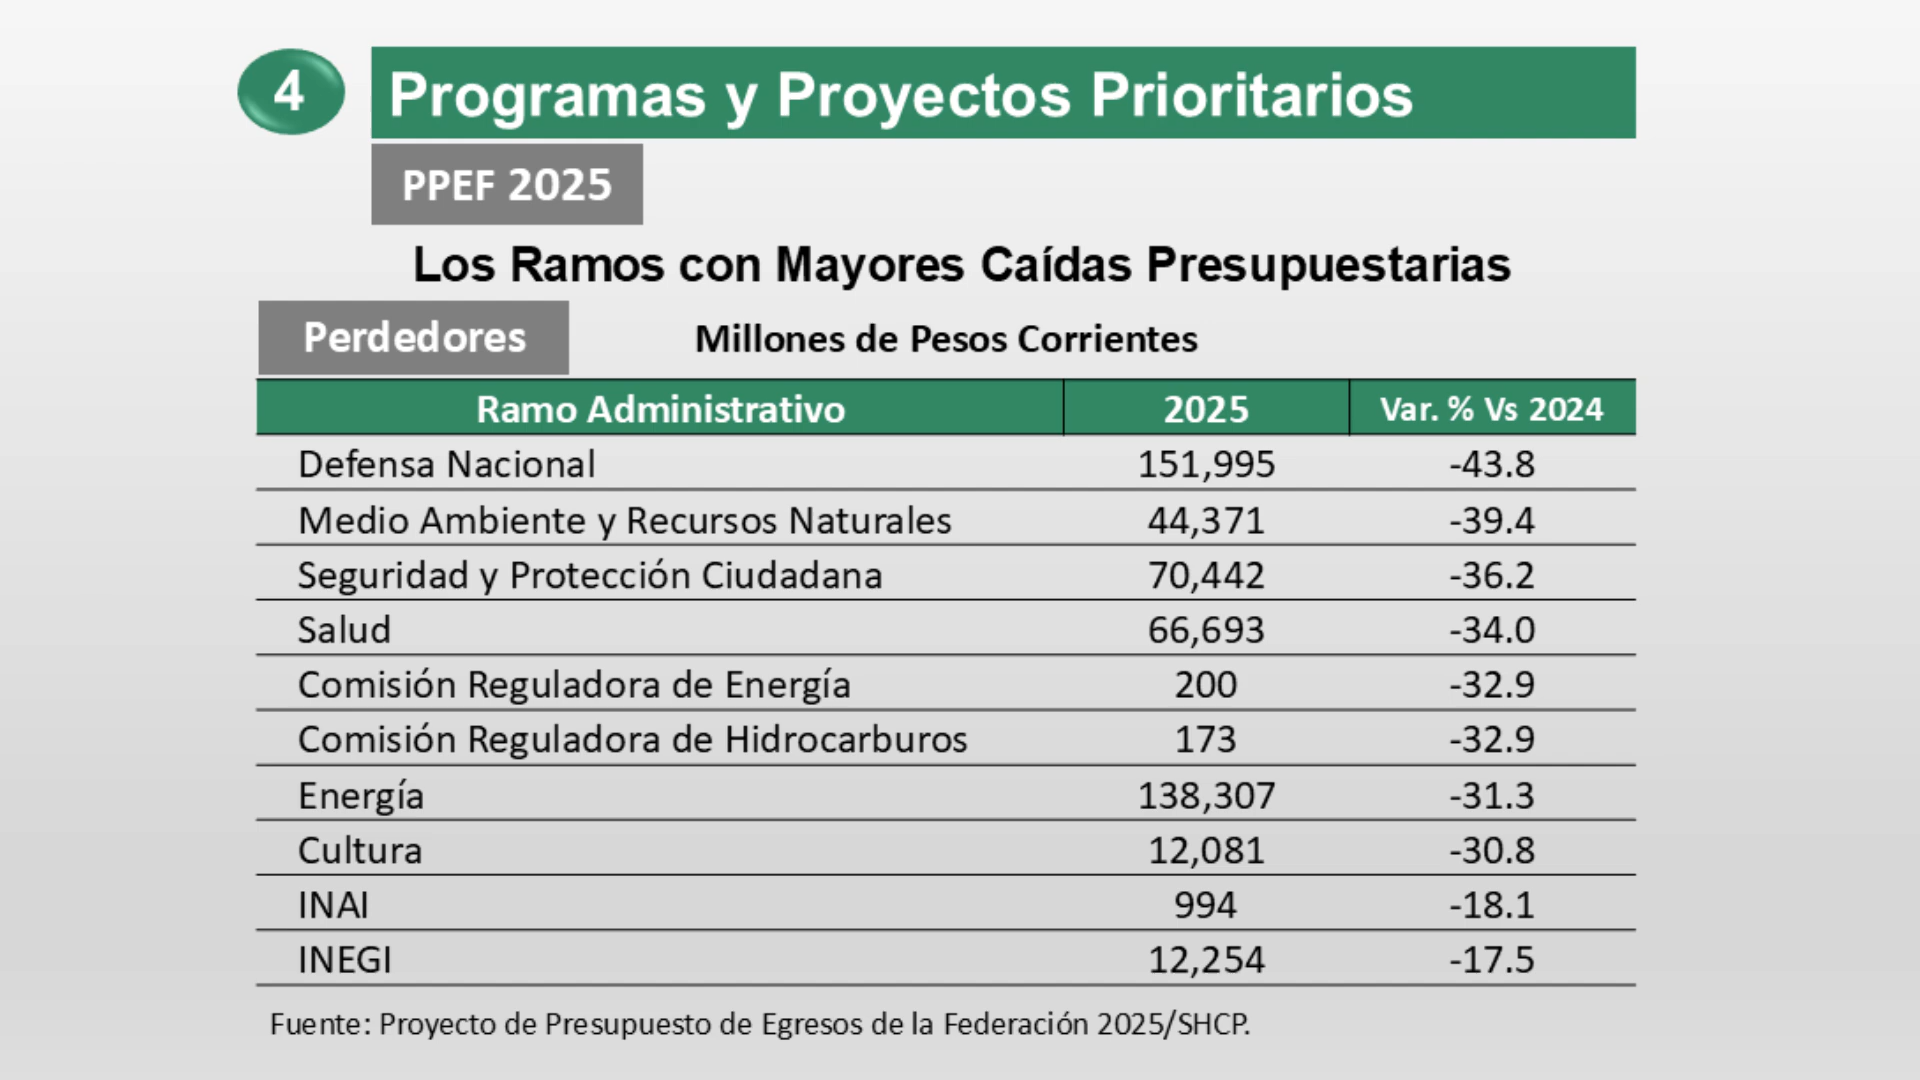 4 Programas y Proyectos Prioritarios
PPEF 2025
Los Ramos con Mayores Caídas Presupuestarias
Perdedores Millones de Pesos Corrientes
Ramo Administrativo 2025 Var. % Vs 2024
Defensa Nacional 151,995 -43.8
Medio Ambiente y Recursos Naturales 44,371 -39.4
Seguridad y Protección Ciudadana 70,442 -36.2
Salud 66,693 -34.0
Comisión Reguladora de Energía 200 -32.9
Comisión Reguladora de Hidrocarburos 173 -32.9
Energía 138,307 -31.3
Cultura 12,081 -30.8
INAI 994 -18.1
INEGI 12,254 -17.5
Fuente: Proyecto de Presupuesto de Egresos de la Federación 2025/SHCP.